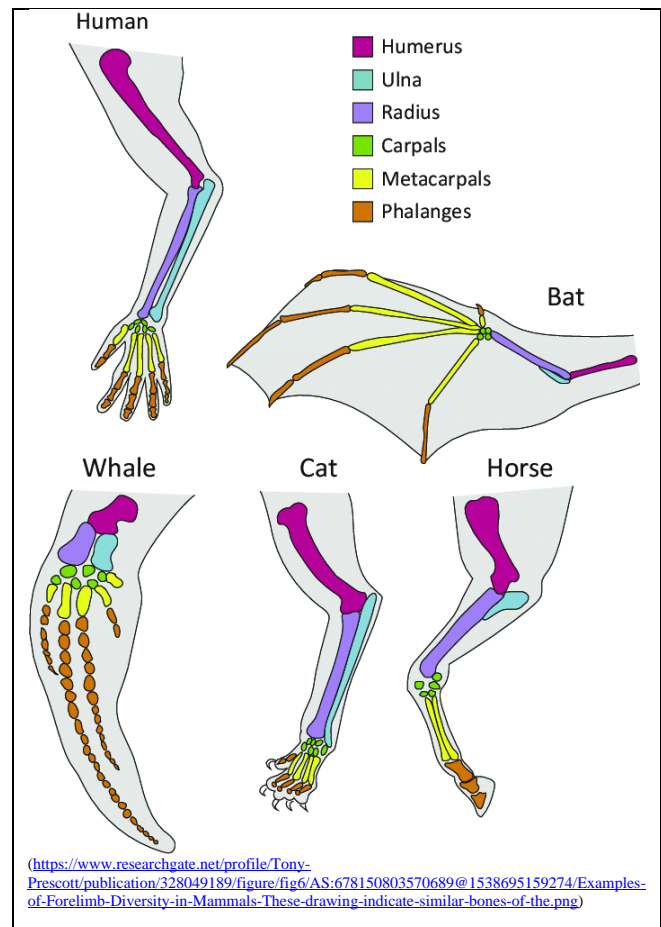 Human
Humerus
Ulna
Radius
Carpals
Metacarpals
Phalanges
Bat
Whale
Cat
Horse
(https://www.researchgate.net/profile/Tony-
Prescott/publication/328049189/figure/fig6/AS:678150803570689@1538695159274/Examples-
of-Forelimb-Diversity-in-Mammals-These-drawing-indicate-similar-bones-of-the.png)